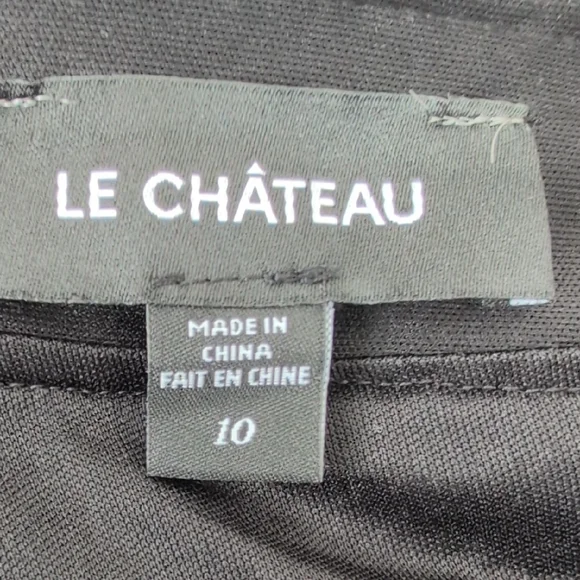 LE CHÂTEAU
MADE IN
CHINA
FAIT EN CHINE
10